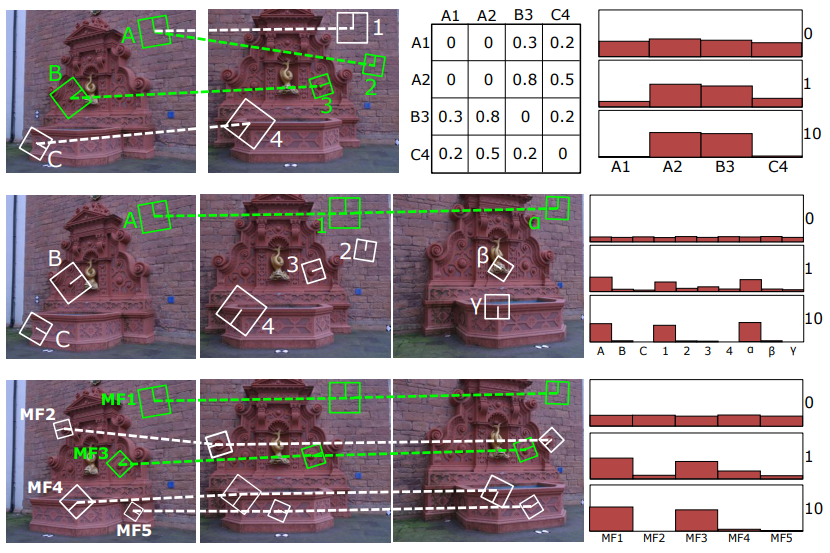 A 1
2
B 3
C 4
A1 A2 B3 C4
A1 0 0 0.3 0.2
A2 0 0 0.8 0.5
B3 0.3 0.8 0 0.2
C4 0.2 0.5 0.2 0
0
1
10
A1 A2 B3 C4
A 1 α
B 3 2 β
C 4 γ
0
1
10
A B C 1 2 3 4 α β γ
MF1
MF2
MF3
MF4
MF5
0
1
10
MF1 MF2 MF3 MF4 MF5